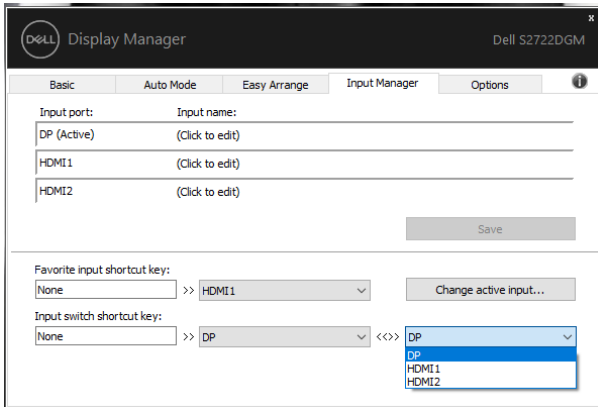 x
DELL Display Manager Dell S2722DGM
Basic Auto Mode Easy Arrange Input Manager Options i
Input port: Input name:
DP (Active) (Click to edit)
HDMI1 (Click to edit)
HDMI2 (Click to edit)
Save
Favorite input shortcut key:
None >> HDMI1 Change active input...
Input switch shortcut key:
None >> DP <<>> DP
DP
HDMI1
HDMI2